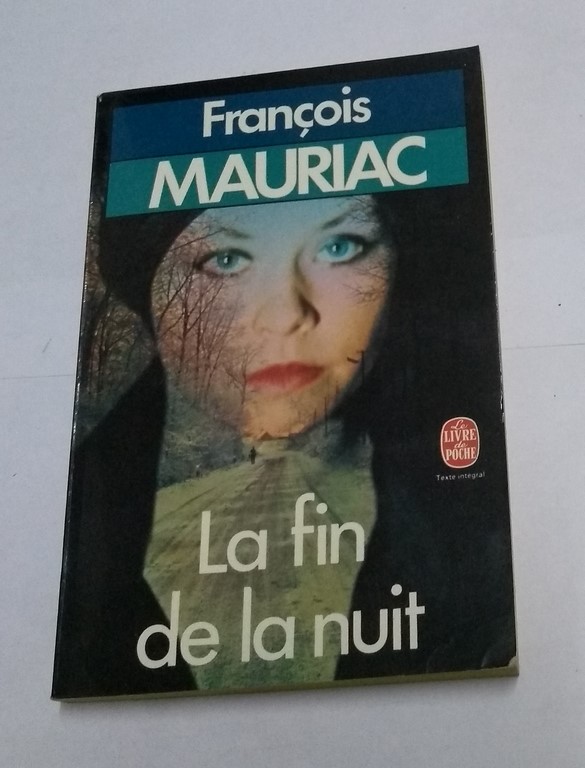 François
MAURIAC
Le
LIVRE
de
POCHE
Texte intégral
La fin
de la nuit